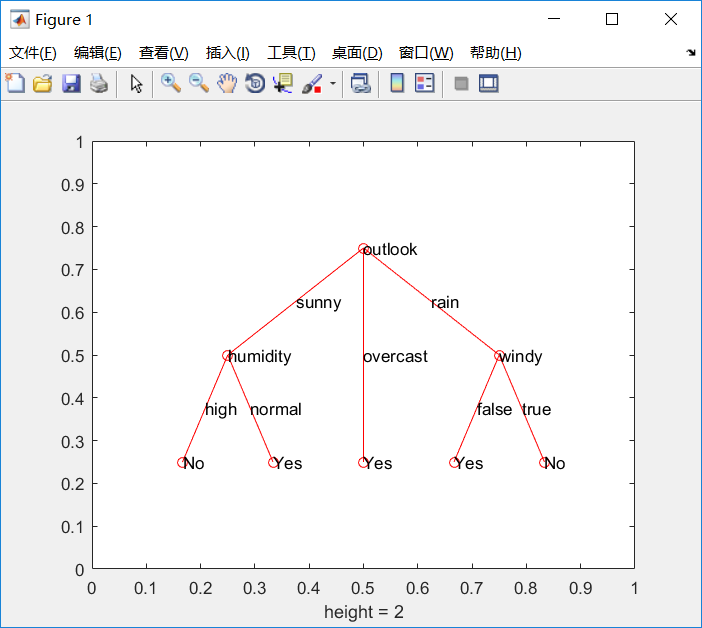 Figure 1
文件(F) 编辑(E) 查看(V) 插入(I) 工具(T) 桌面(D) 窗口(W) 帮助(H)
1
0.9
0.8
outlook
0.7
sunny rain
0.6
0.5
humidity overcast windy
0.4
high normal false true
0.3
No Yes Yes Yes No
0.2
0.1
0
0 0.1 0.2 0.3 0.4 0.5 0.6 0.7 0.8 0.9 1
height = 2